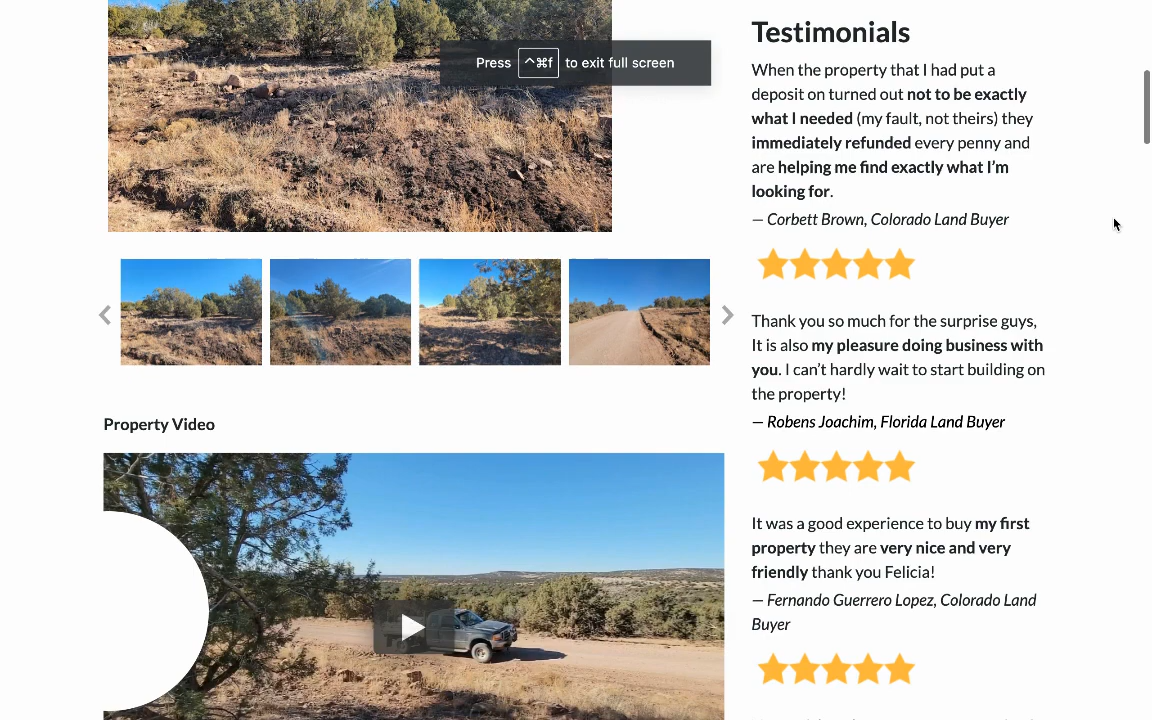 Press ^⌘f to exit full screen
Property Video
Testimonials
When the property that I had put a
deposit on turned out not to be exactly
what I needed (my fault, not theirs) they
immediately refunded every penny and
are helping me find exactly what I’m
looking for.
— Corbett Brown, Colorado Land Buyer
Thank you so much for the surprise guys,
It is also my pleasure doing business with
you. I can’t hardly wait to start building on
the property!
— Robens Joachim, Florida Land Buyer
It was a good experience to buy my first
property they are very nice and very
friendly thank you Felicia!
— Fernando Guerrero Lopez, Colorado Land
Buyer